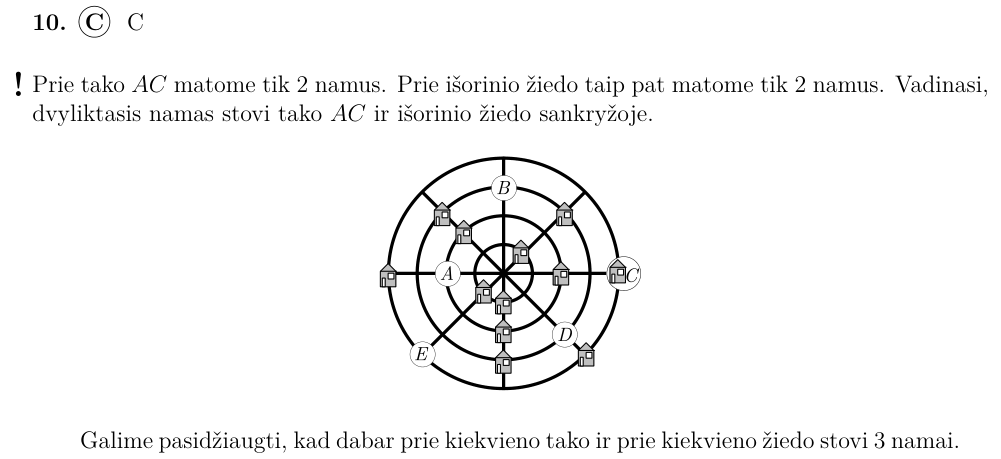 10. C C
! Prie tako AC matome tik 2 namus. Prie išorinio žiedo taip pat matome tik 2 namus. Vadinasi,
dvyliktasis namas stovi tako AC ir išorinio žiedo sankryžoje.
B
A
C
D
E
Galime pasidžiaugti, kad dabar prie kiekvieno tako ir prie kiekvieno žiedo stovi 3 namai.